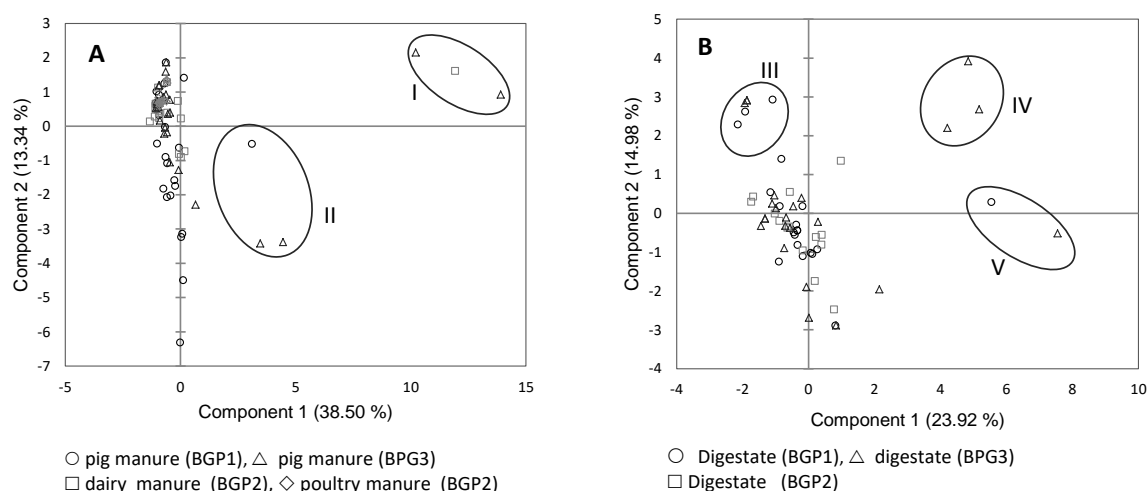 A
Component 2 (13.34 %)
3
2
1
0
-1
-2
-3
-4
-5
-6
-7
I
II
-5 0 5 10 15
Component 1 (38.50 %)
○ pig manure (BGP1), △ pig manure (BPG3)
□ dairy manure (BGP2), ◇ poultry manure (BGP2)
B
Component 2 (14.98 %)
5
4
3
2
1
0
-1
-2
-3
-4
III
IV
V
-4 -2 0 2 4 6 8 10
Component 1 (23.92 %)
○ Digestate (BGP1), △ digestate (BPG3)
□ Digestate (BGP2)